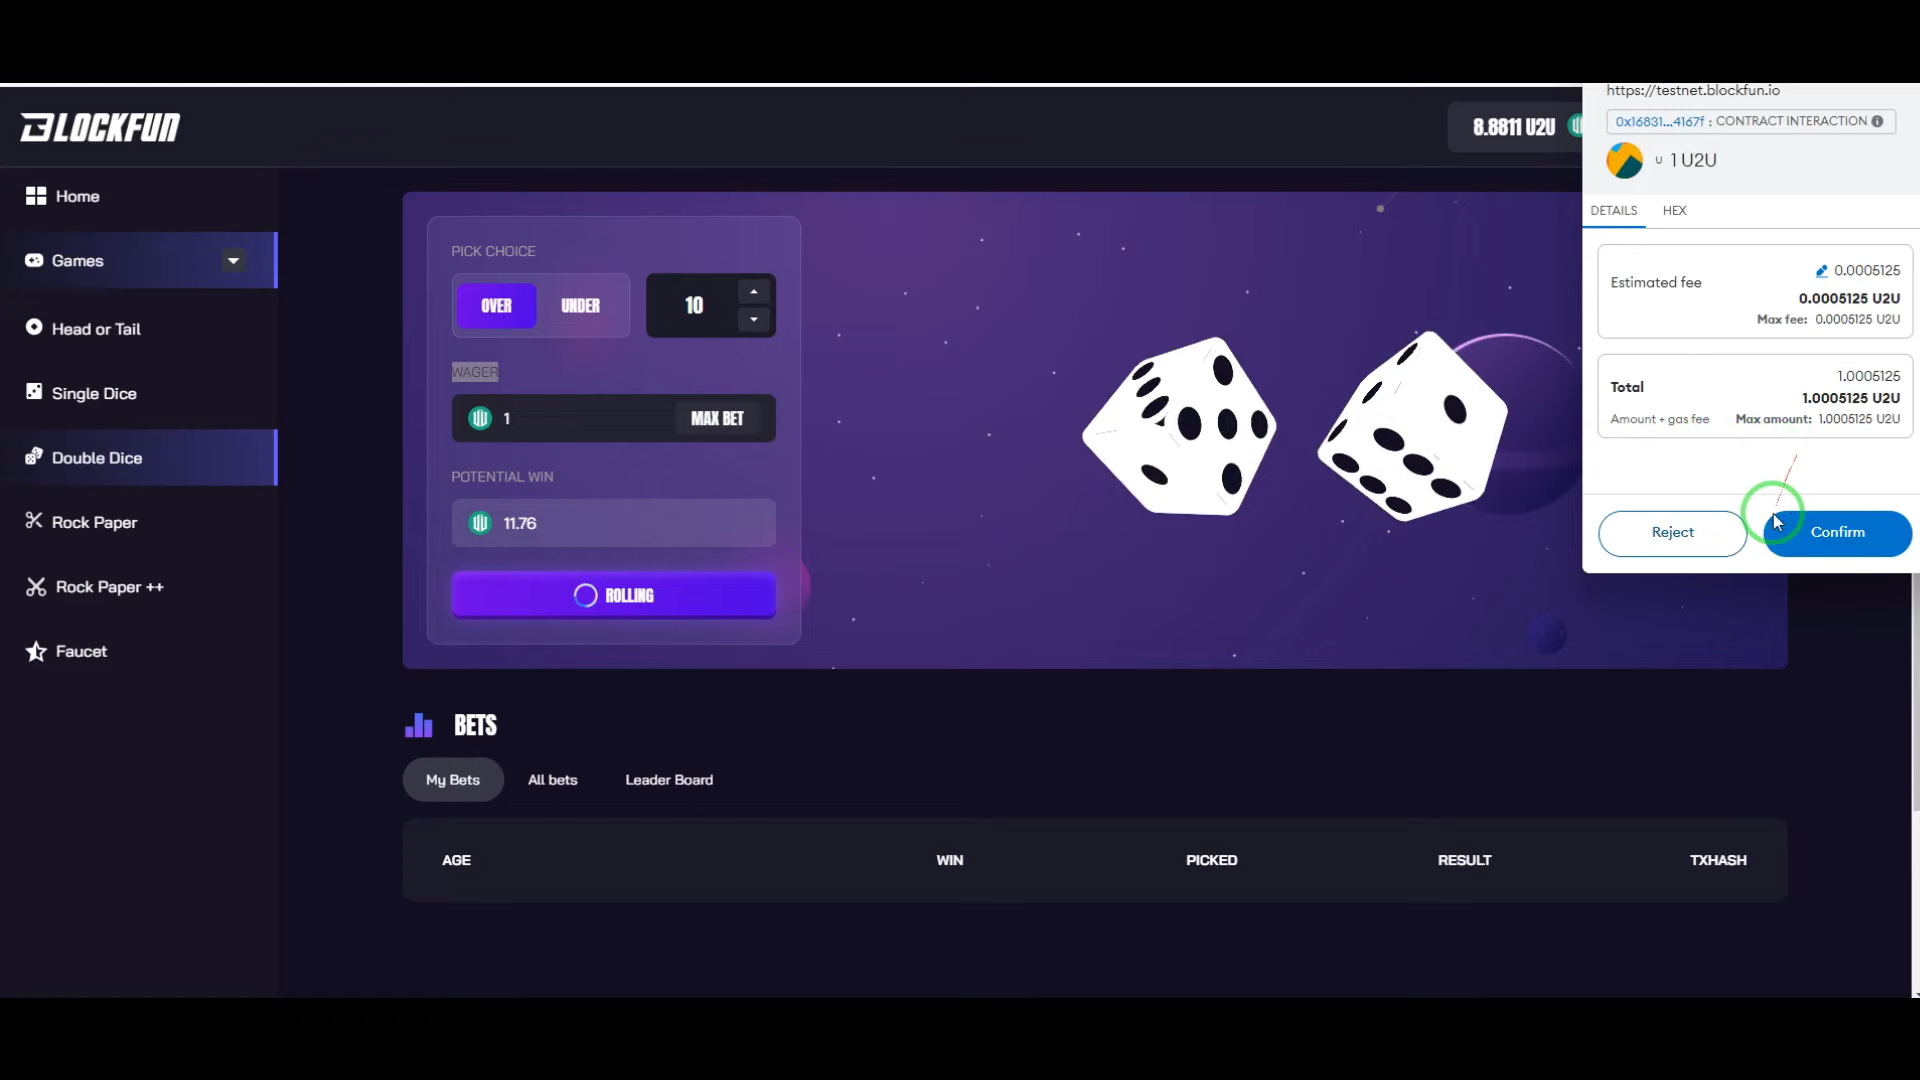 BLOCKFUN
8.8811 U2U
Home
Games
Head or Tail
Single Dice
Double Dice
Rock Paper
Rock Paper ++
Faucet
PICK CHOICE
OVER
UNDER
10
WAGER
1
MAX BET
POTENTIAL WIN
11.76
ROLLING
https://testnet.blockfun.io
0x16831...4167f : CONTRACT INTERACTION
U 1 U2U
DETAILS
HEX
Estimated fee
0.0005125
0.0005125 U2U
Max fee: 0.0005125 U2U
Total
1.0005125
1.0005125 U2U
Amount + gas fee
Max amount: 1.0005125 U2U
Reject
Confirm
BETS
My Bets
All bets
Leader Board
AGE
WIN
PICKED
RESULT
TXHASH